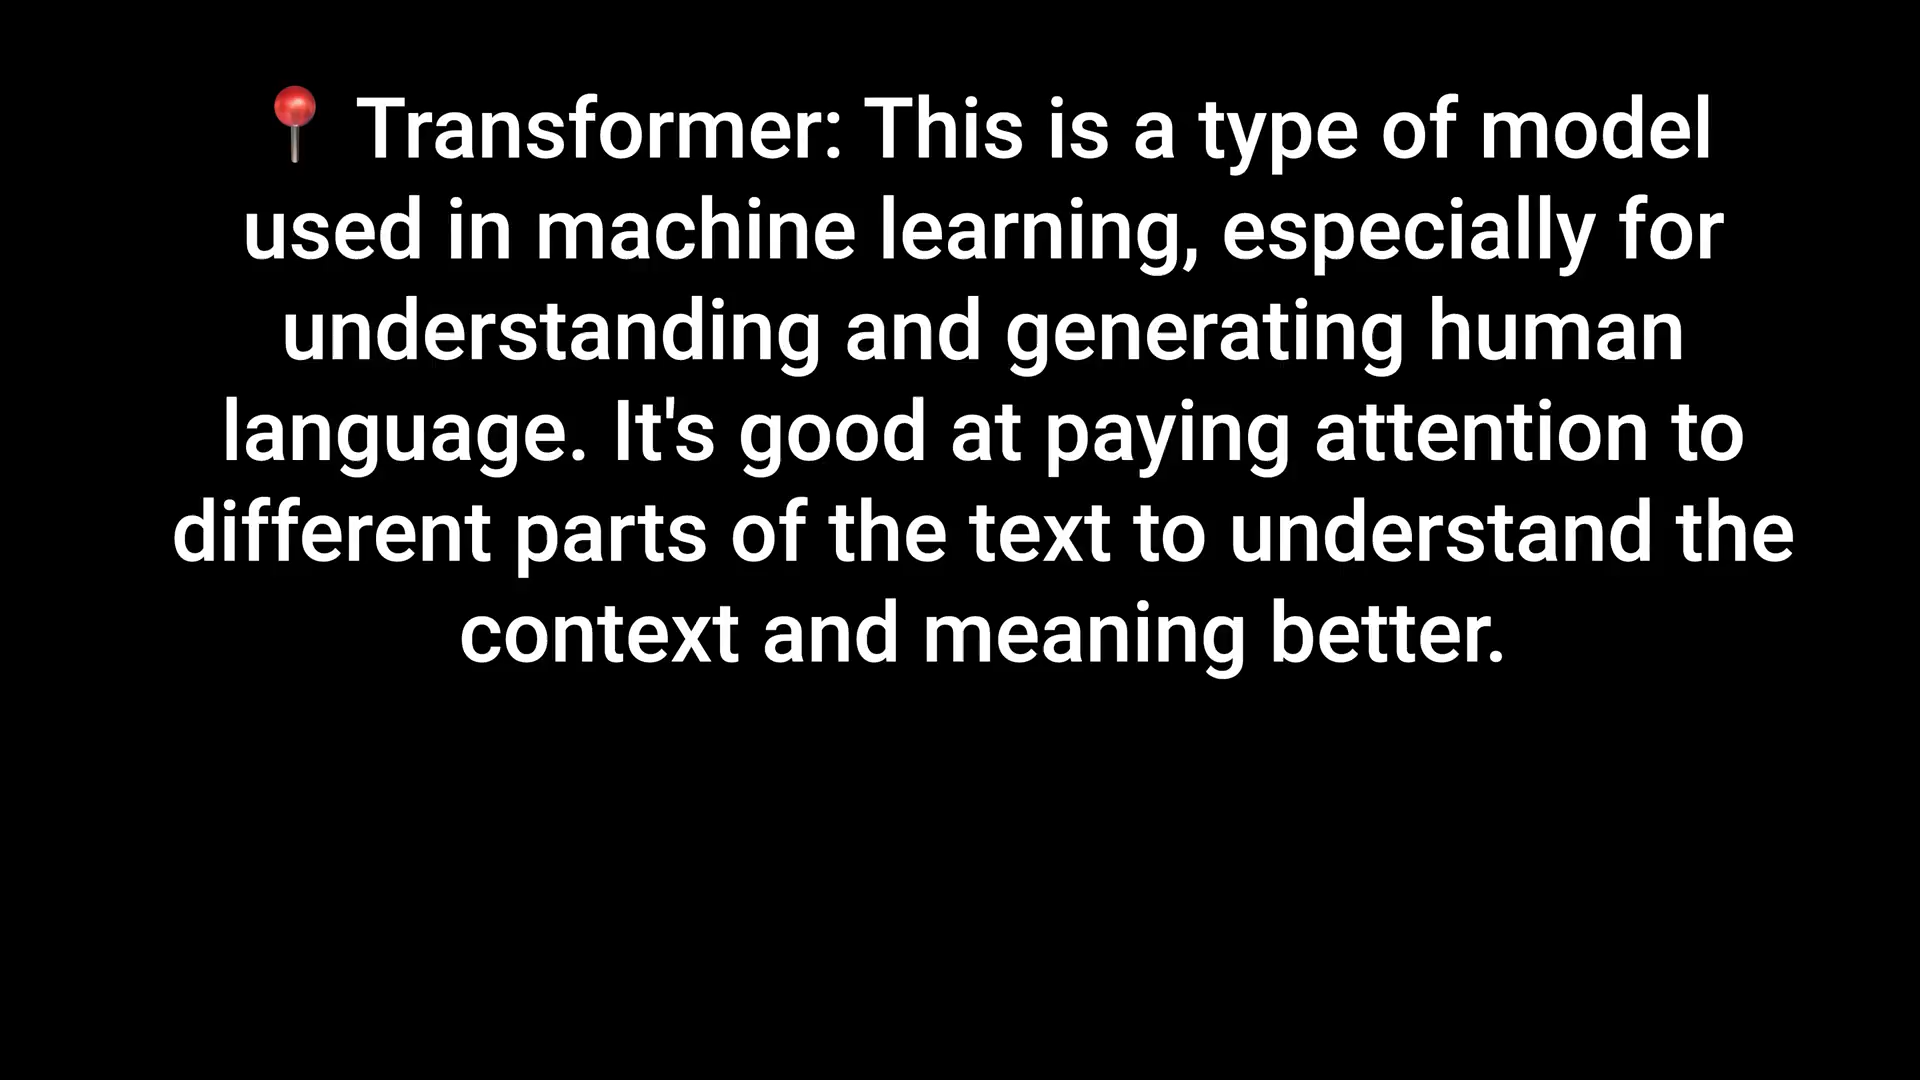 📍 Transformer: This is a type of model
used in machine learning, especially for
understanding and generating human
language. It's good at paying attention to
different parts of the text to understand the
context and meaning better.